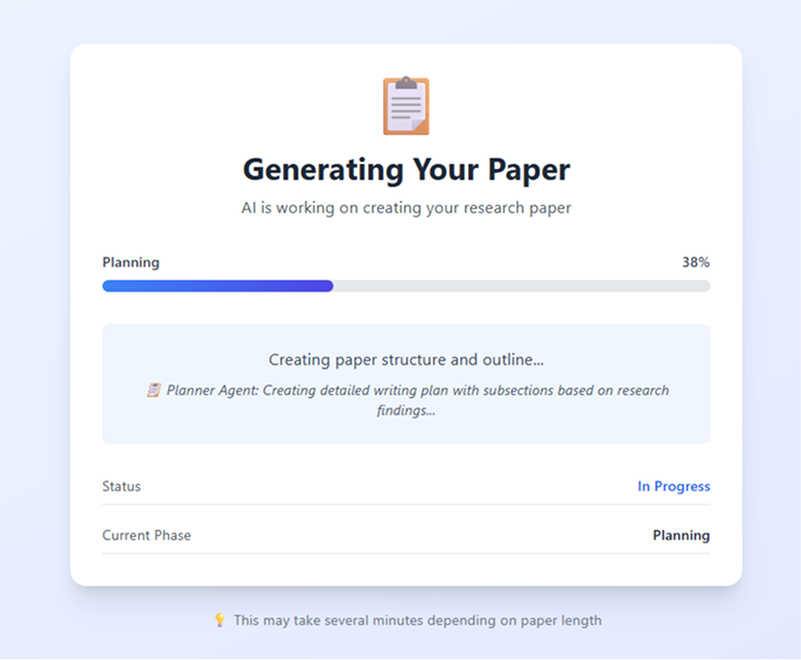 Generating Your Paper
AI is working on creating your research paper
Planning 38%
Creating paper structure and outline...
Planner Agent: Creating detailed writing plan with subsections based on research
findings...
Status In Progress
Current Phase Planning
This may take several minutes depending on paper length